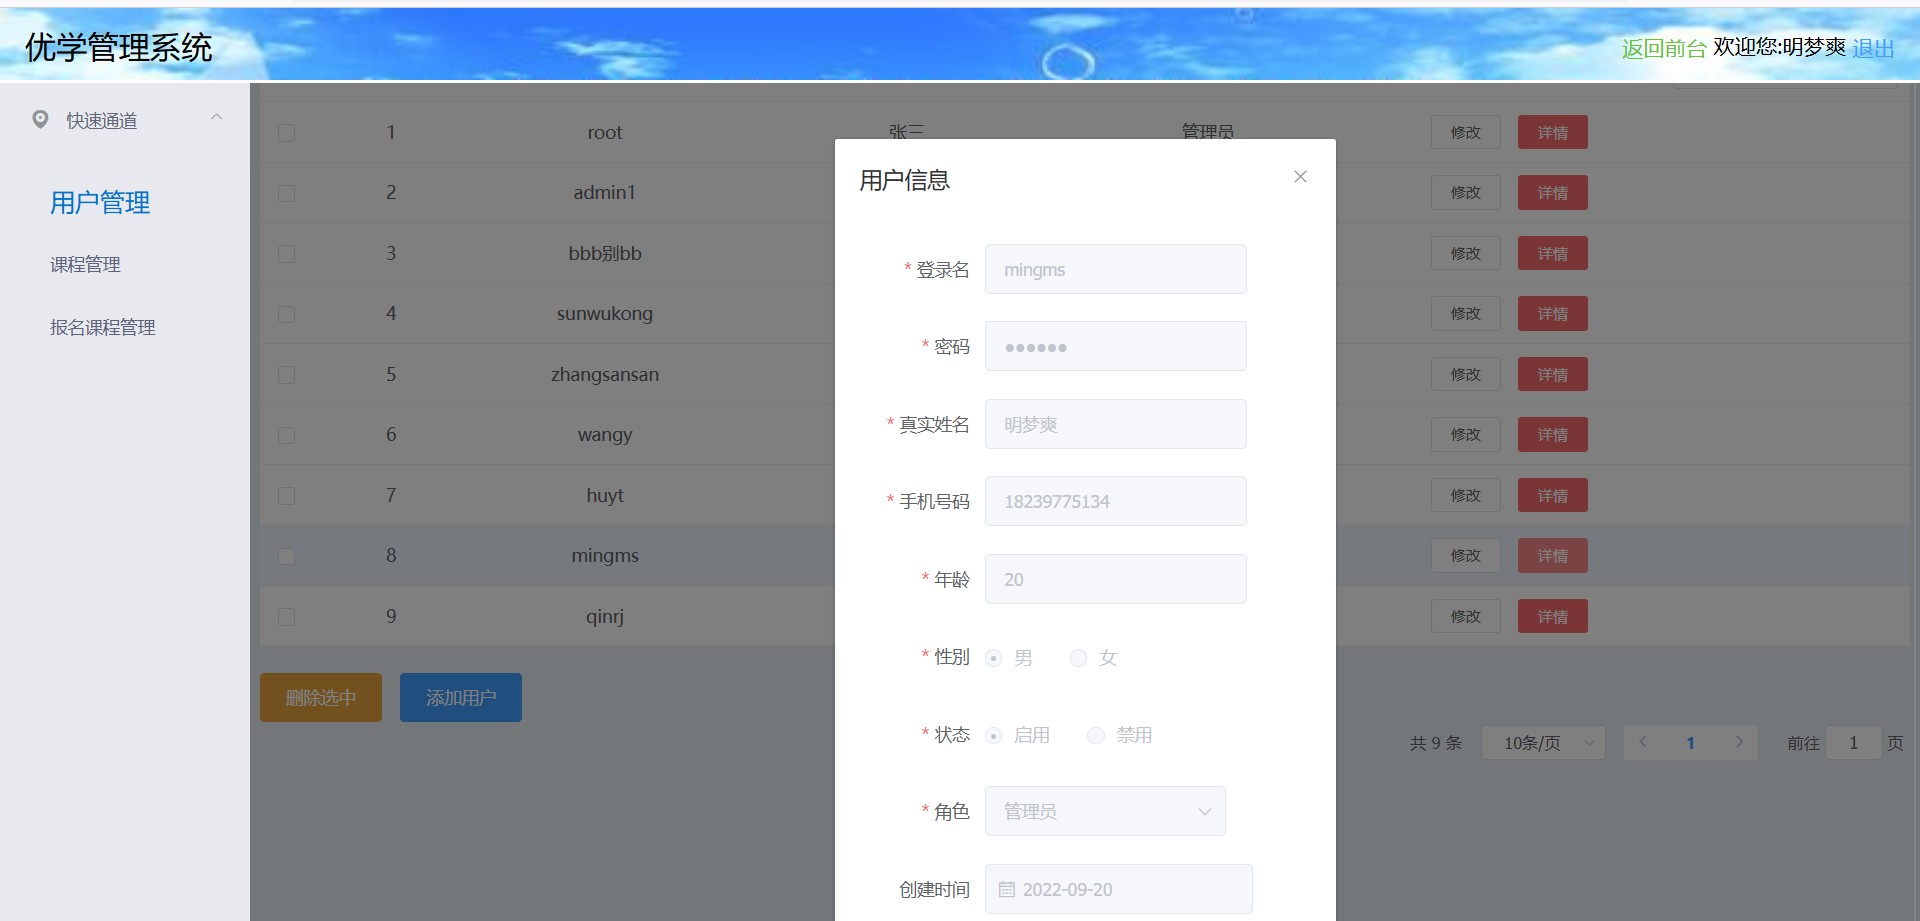 优学管理系统
返回前台 欢迎您:明梦爽 退出
快速通道
用户管理
课程管理
报名课程管理
1 root 张三 管理员 修改 详情
2 admin1 修改 详情
3 bbb别bb 修改 详情
4 sunwukong 修改 详情
5 zhangsansan 修改 详情
6 wangy 修改 详情
7 huyt 修改 详情
8 mingms 修改 详情
9 qinrj 修改 详情
删除选中 添加用户
共 9 条 10条/页 1 前往 1 页
用户信息
* 登录名 mingms
* 密码 ●●●●●●
* 真实姓名 明梦爽
* 手机号码 18239775134
* 年龄 20
* 性别 男 女
* 状态 启用 禁用
* 角色 管理员
创建时间 2022-09-20